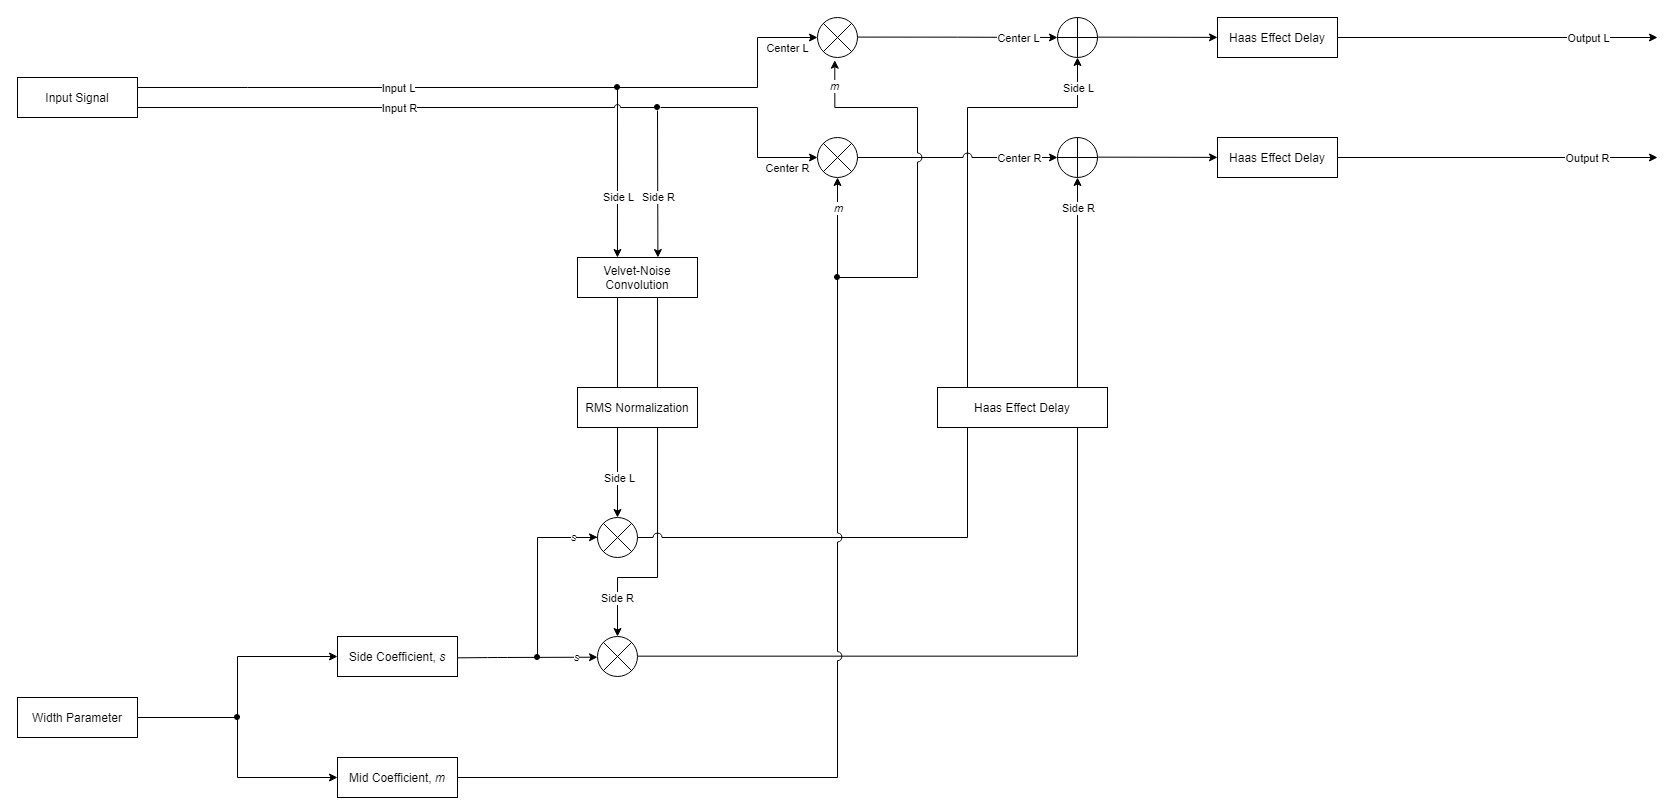 Center L
Center L
Haas Effect Delay
Output L
Input Signal
Input L
m
Side L
Input R
Center R
Center R
Haas Effect Delay
Output R
Side L
Side R
m
Side R
Velvet-Noise
Convolution
RMS Normalization
Haas Effect Delay
Side L
s
Side R
Side Coefficient, s
s
Width Parameter
Mid Coefficient, m